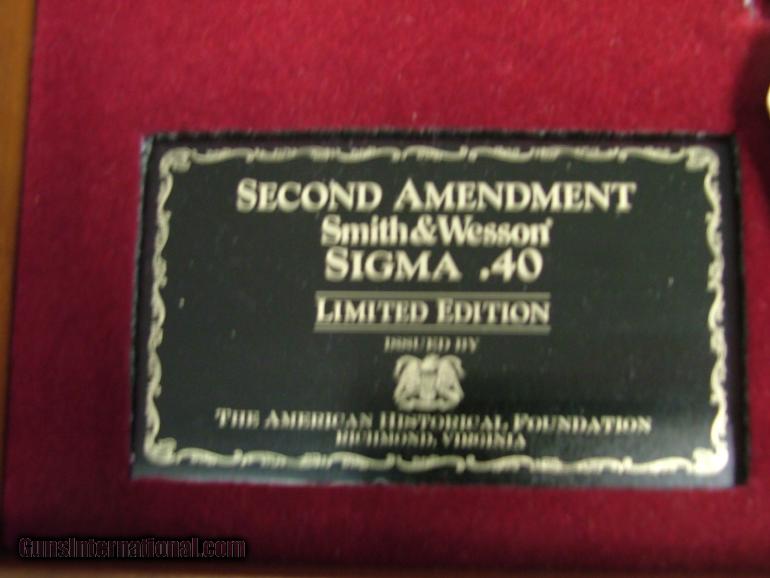 SECOND AMENDMENT
Smith&Wesson®
SIGMA .40
LIMITED EDITION
ISSUED BY
THE AMERICAN HISTORICAL FOUNDATION
RICHMOND, VIRGINIA
GunsInternational.com